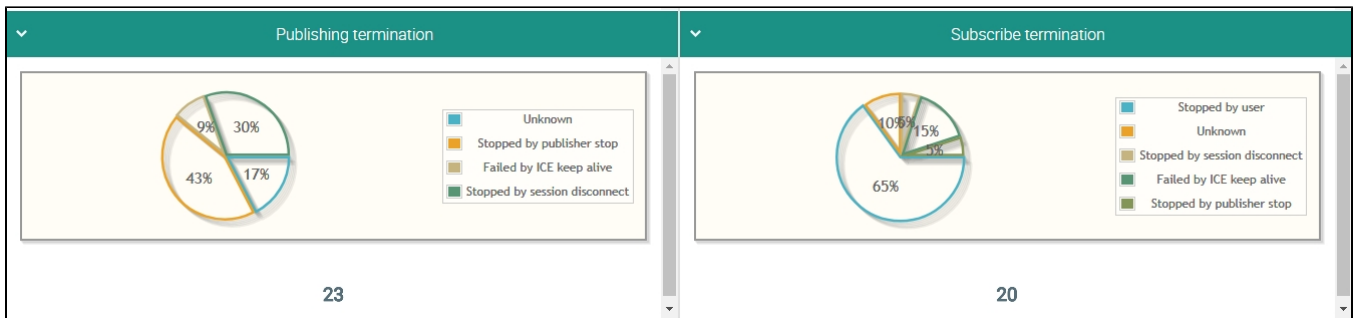 Publishing termination
9%
30%
43%
17%
Unknown
Stopped by publisher stop
Failed by ICE keep alive
Stopped by session disconnect
23
Subscribe termination
10%
5%
15%
5%
65%
Stopped by user
Unknown
Stopped by session disconnect
Failed by ICE keep alive
Stopped by publisher stop
20